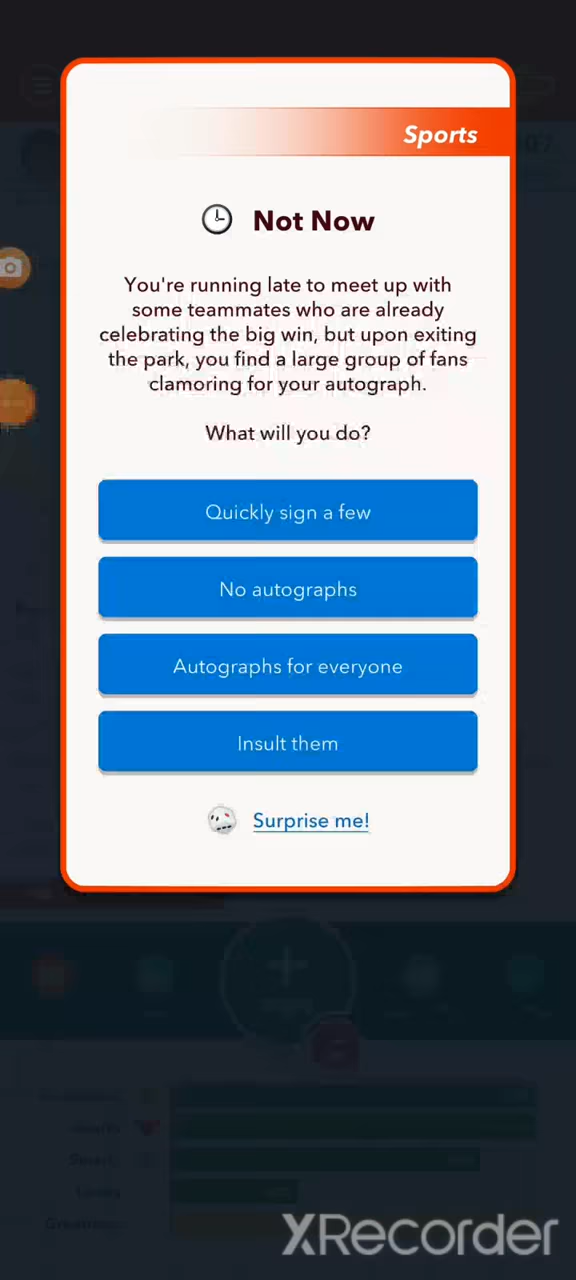 Sports
Not Now
You're running late to meet up with
some teammates who are already
celebrating the big win, but upon exiting
the park, you find a large group of fans
clamoring for your autograph.
What will you do?
Quickly sign a few
No autographs
Autographs for everyone
Insult them
Surprise me!
XRecorder